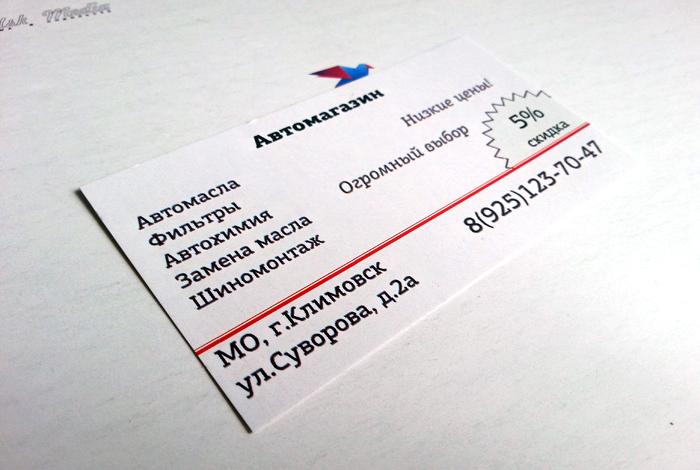 Автомагазин
Низкие цены!
Огромный выбор
5%
скидка
Автомасла
Фильтры
Автохимия
Замена масла
Шиномонтаж
8(925)123-70-47
МО, г.Климовск
ул.Суворова, д.2а